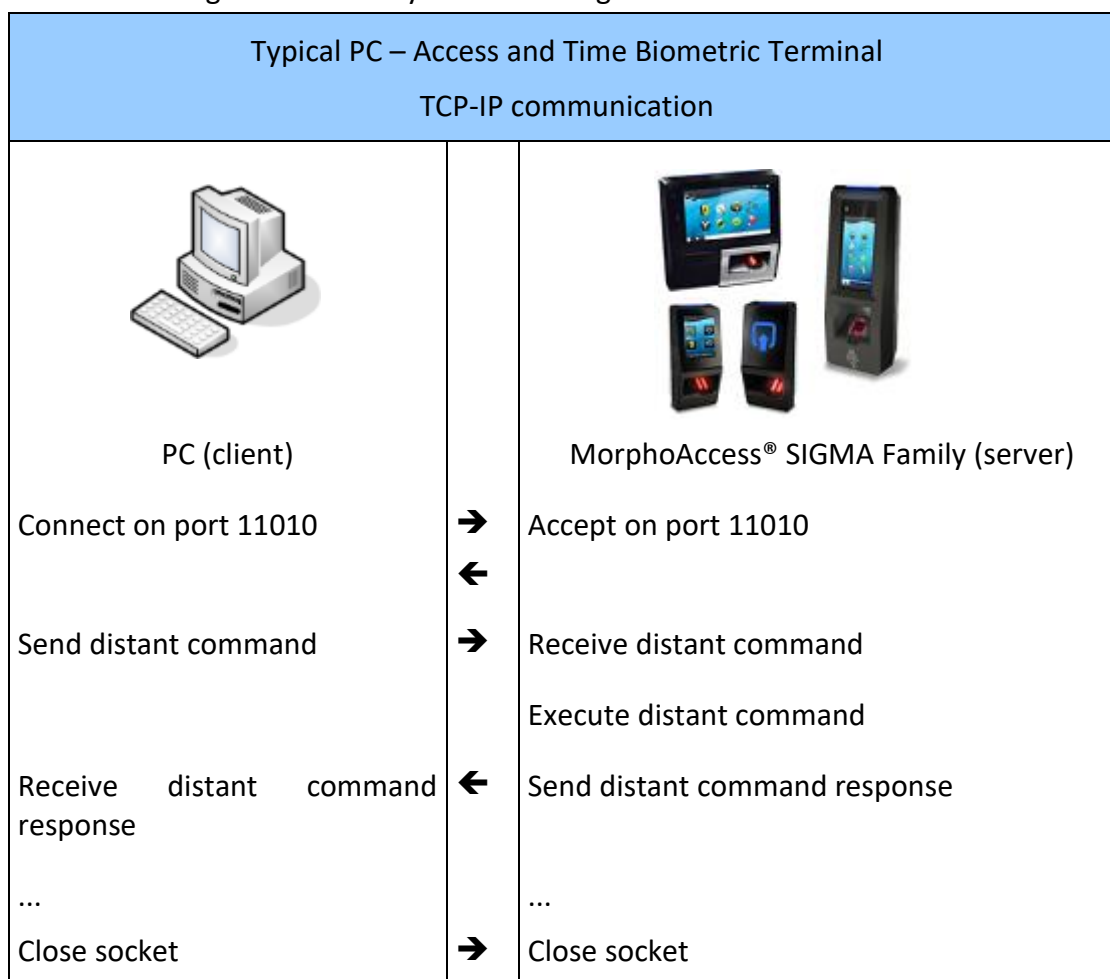 Typical PC – Access and Time Biometric Terminal
TCP-IP communication
PC (client)
MorphoAccess® SIGMA Family (server)
Connect on port 11010 → Accept on port 11010
←
Send distant command → Receive distant command
Execute distant command
Receive distant command response ← Send distant command response
... ...
Close socket → Close socket